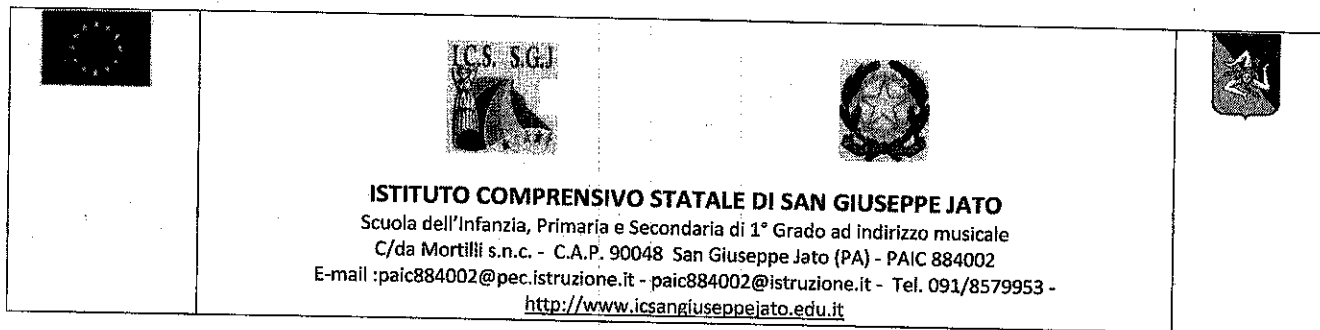 I.C.S. S.G.J
ISTITUTO COMPRENSIVO STATALE DI SAN GIUSEPPE JATO
Scuola dell'Infanzia, Primaria e Secondaria di 1° Grado ad indirizzo musicale
C/da Mortilli s.n.c. - C.A.P. 90048 San Giuseppe Jato (PA) - PAIC 884002
E-mail :paic884002@pec.istruzione.it - paic884002@istruzione.it - Tel. 091/8579953 -
http://www.icsangiuseppejato.edu.it